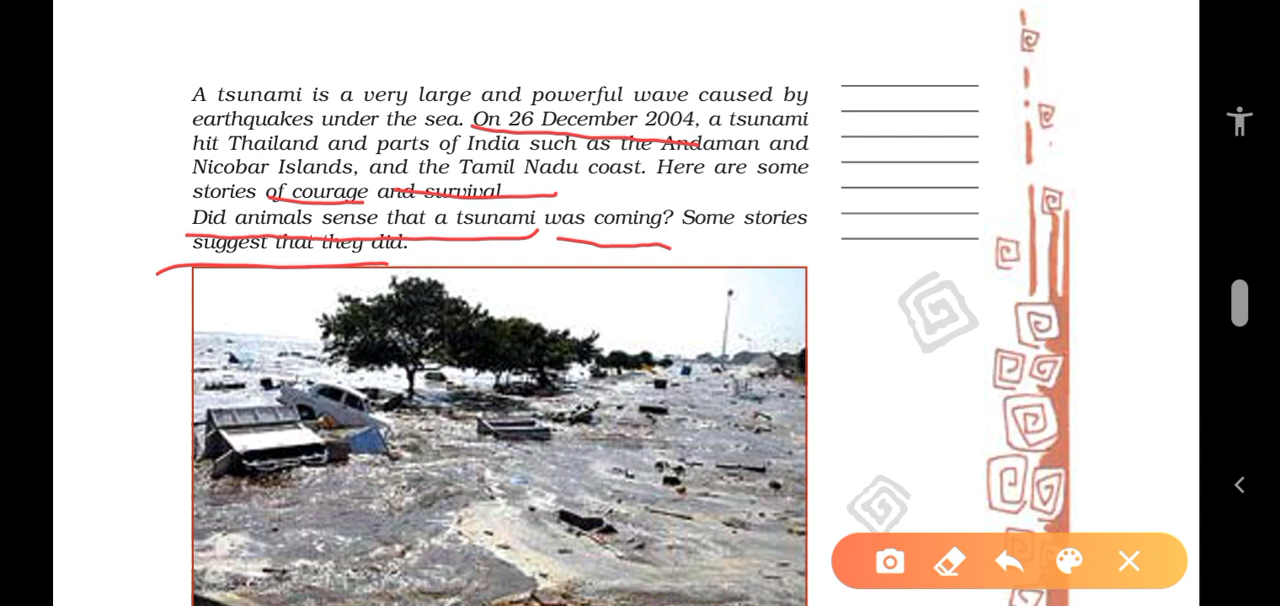 A tsunami is a very large and powerful wave caused by
earthquakes under the sea. On 26 December 2004, a tsunami
hit Thailand and parts of India such as the Andaman and
Nicobar Islands, and the Tamil Nadu coast. Here are some
stories of courage and survival.
Did animals sense that a tsunami was coming? Some stories
suggest that they did.